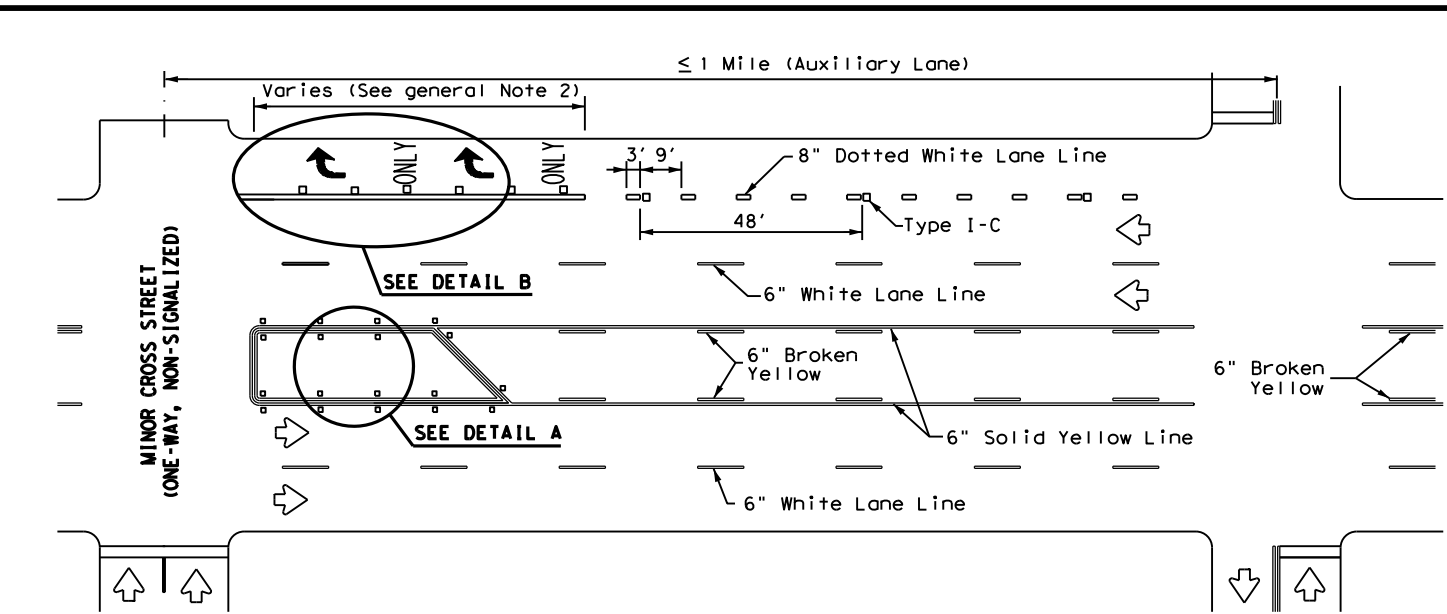 ≤ 1 Mile (Auxiliary Lane)
Varies (See general Note 2)
ONLY
ONLY
3' 9'
8" Dotted White Lane Line
48'
Type I-C
SEE DETAIL B
6" White Lane Line
MINOR CROSS STREET
(ONE-WAY, NON-SIGNALIZED)
6" Broken
Yellow
6" Broken
Yellow
SEE DETAIL A
6" Solid Yellow Line
6" White Lane Line